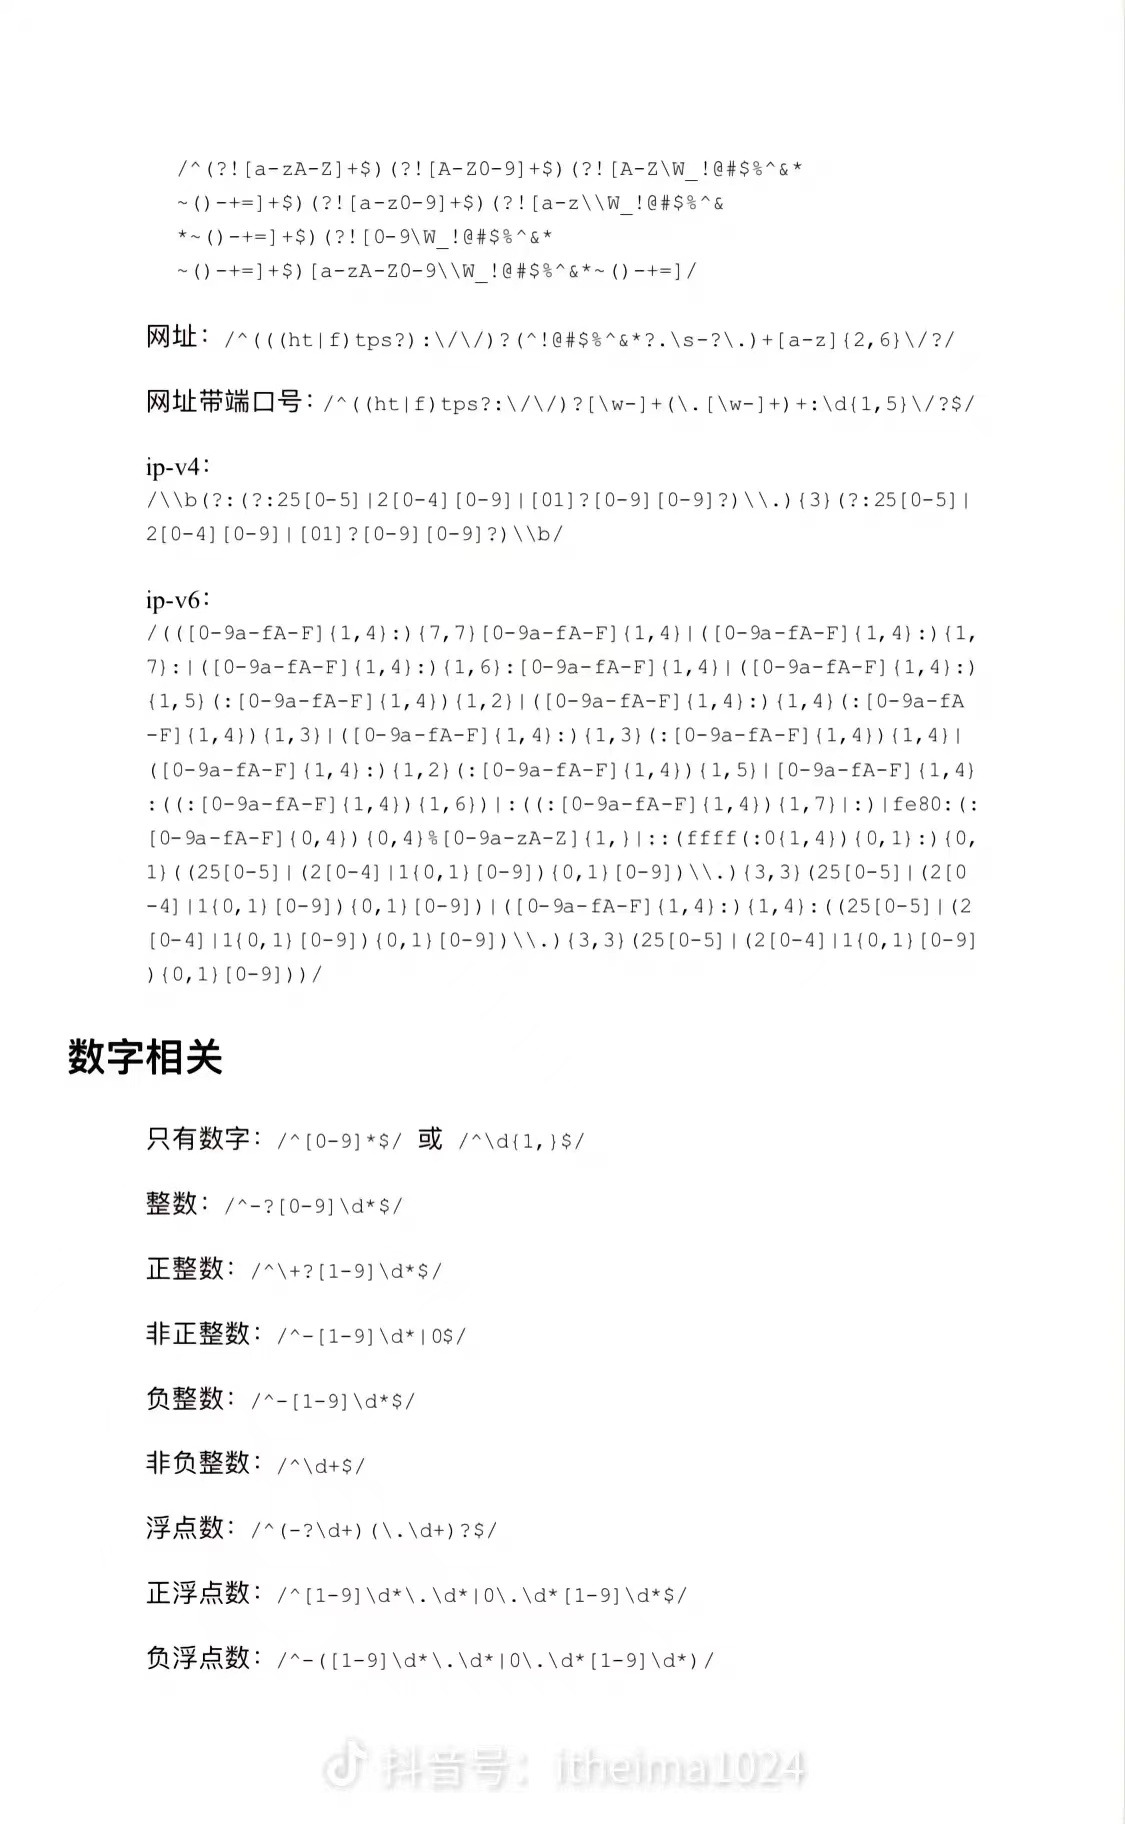 /^(?![a-zA-Z]+$)(?![A-Z0-9]+$)(?![A-Z\W_!@#$%^&*
~()-+=]+$)(?![a-z0-9]+$)(?![a-z\\W_!@#$%^&
*~()-+=]+$)(?![0-9\W_!@#$%^&*
~()-+=]+$)[a-zA-Z0-9\\W_!@#$%^&*~()-+=]/
网址：/^(((ht|f)tps?):\/\/)?(^!@#$%^&*?.\s-?\.)+[a-z]{2,6}\/?/
网址带端口号：/^((ht|f)tps?:\/\/)?[\w-]+(\.[\w-]+)+:\d{1,5}\/?$/
ip-v4：
/\\b(?:(?:25[0-5]|2[0-4][0-9]|[01]?[0-9][0-9]?)\\.){3}(?:25[0-5]|
2[0-4][0-9]|[01]?[0-9][0-9]?)\\b/
ip-v6：
/(([0-9a-fA-F]{1,4}:){7,7}[0-9a-fA-F]{1,4}|([0-9a-fA-F]{1,4}:){1,
7}:|([0-9a-fA-F]{1,4}:){1,6}:[0-9a-fA-F]{1,4}|([0-9a-fA-F]{1,4}:)
{1,5}(:[0-9a-fA-F]{1,4}){1,2}|([0-9a-fA-F]{1,4}:){1,4}(:[0-9a-fA
-F]{1,4}){1,3}|([0-9a-fA-F]{1,4}:){1,3}(:[0-9a-fA-F]{1,4}){1,4}|
([0-9a-fA-F]{1,4}:){1,2}(:[0-9a-fA-F]{1,4}){1,5}|[0-9a-fA-F]{1,4}
:((:[0-9a-fA-F]{1,4}){1,6})|:((:[0-9a-fA-F]{1,4}){1,7}|:)|fe80:(:
[0-9a-fA-F]{0,4}){0,4}%[0-9a-zA-Z]{1,}|::(ffff(:0{1,4}){0,1}:){0,
1}((25[0-5]|(2[0-4]|1{0,1}[0-9]){0,1}[0-9])\\.){3,3}(25[0-5]|(2[0
-4]|1{0,1}[0-9]){0,1}[0-9])|([0-9a-fA-F]{1,4}:){1,4}:((25[0-5]|(2
[0-4]|1{0,1}[0-9]){0,1}[0-9])\\.){3,3}(25[0-5]|(2[0-4]|1{0,1}[0-9]
){0,1}[0-9]))/
数字相关
只有数字：/^[0-9]*$/ 或 /^\d{1,}$/
整数：/^-?[0-9]\d*$/
正整数：/^\+?[1-9]\d*$/
非正整数：/^-[1-9]\d*|0$/
负整数：/^-[1-9]\d*$/
非负整数：/^\d+$/
浮点数：/^(-?\d+)(\.\d+)?$/
正浮点数：/^[1-9]\d*\.\d*|0\.\d*[1-9]\d*$/
负浮点数：/^-([1-9]\d*\.\d*|0\.\d*[1-9]\d*)/
抖音号：itheima1024